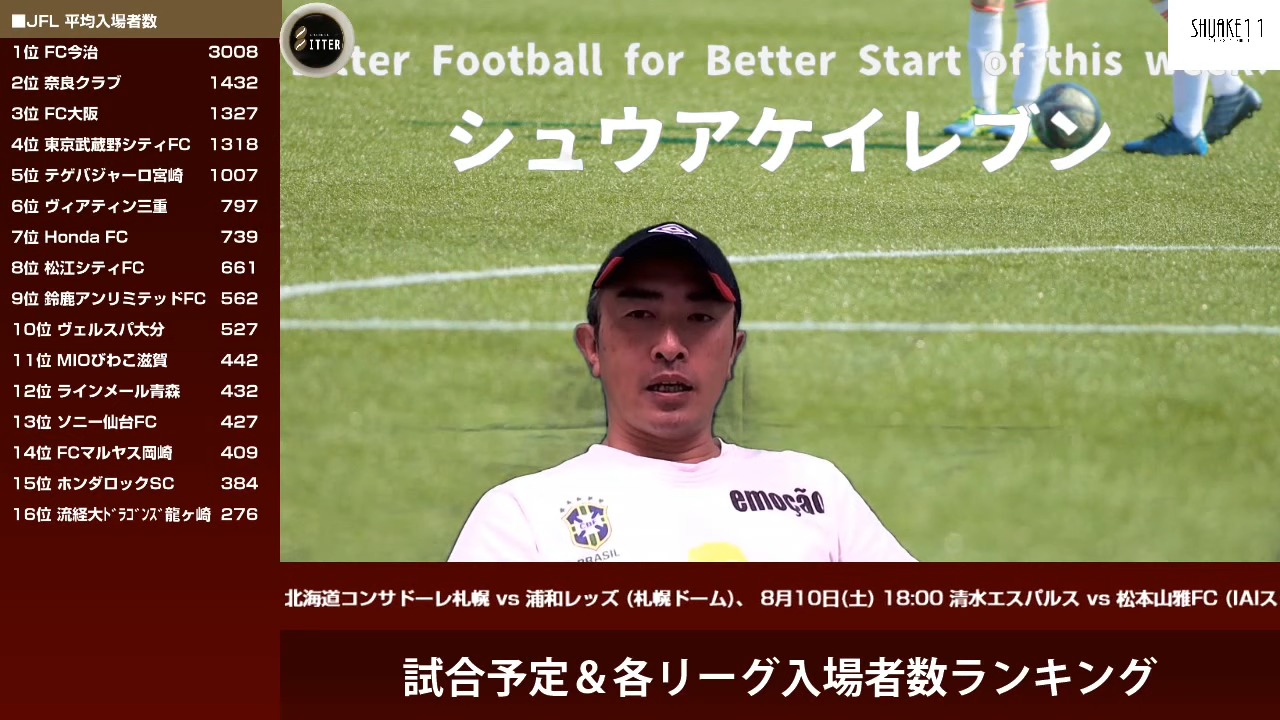 ■JFL 平均入場者数
1位 FC今治 3008
2位 奈良クラブ 1432
3位 FC大阪 1327
4位 東京武蔵野シティFC 1318
5位 テゲバジャーロ宮崎 1007
6位 ヴィアティン三重 797
7位 Honda FC 739
8位 松江シティFC 661
9位 鈴鹿アンリミテッドFC 562
10位 ヴェルスパ大分 527
11位 MIOびわこ滋賀 442
12位 ラインメール青森 432
13位 ソニー仙台FC 427
14位 FCマルヤス岡崎 409
15位 ホンダロックSC 384
16位 流経大ﾄﾞﾗｺﾞﾝｽﾞ龍ヶ崎 276
ITTER
SHUAKE11
Football for Better Start of this
シュウアケイレブン
emoção
CBF
BRASIL
北海道コンサドーレ札幌 vs 浦和レッズ (札幌ドーム)、 8月10日(土) 18:00 清水エスパルス vs 松本山雅FC (IAIス
試合予定＆各リーグ入場者数ランキング